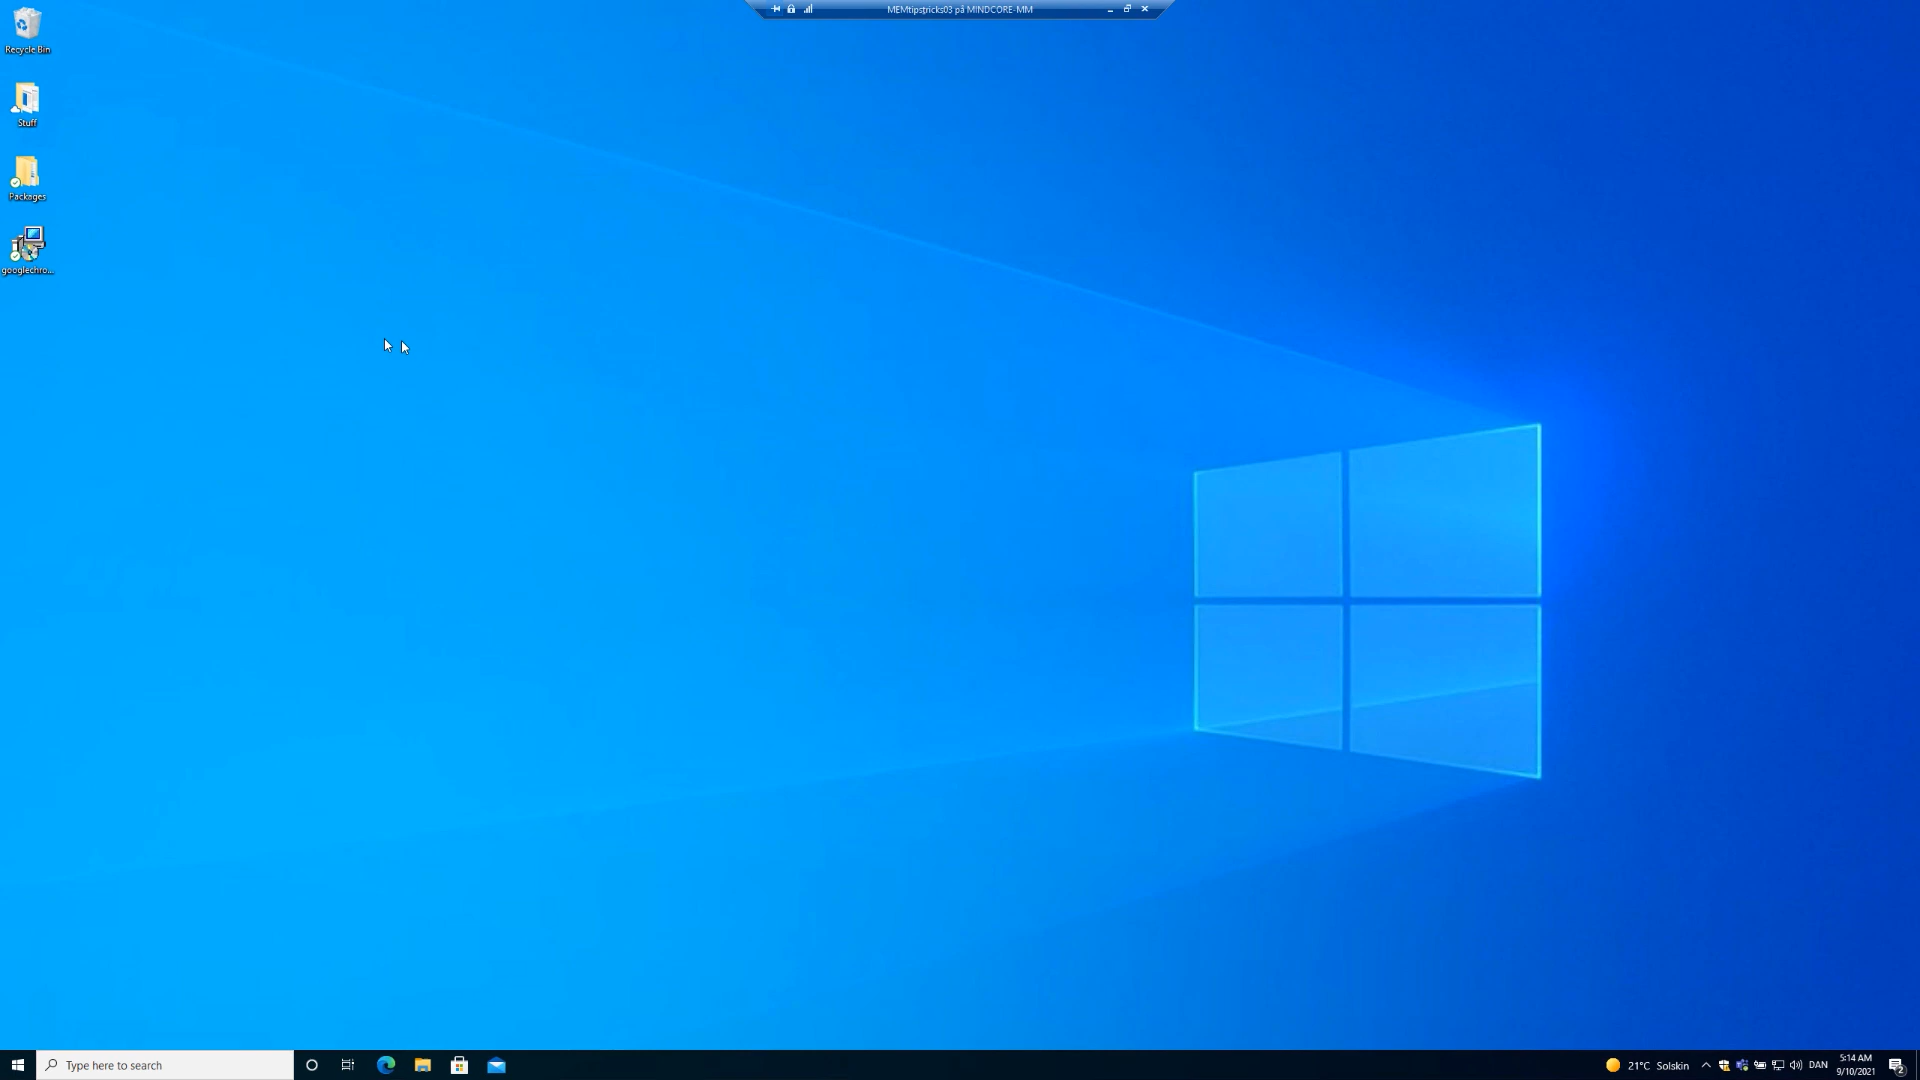 MEMtipstricks03 på MINDCORE-MM
Recycle Bin
Stuff
Packages
googlechro...
Type here to search
21°C Solskin
DAN
5:14 AM
9/10/2021
2